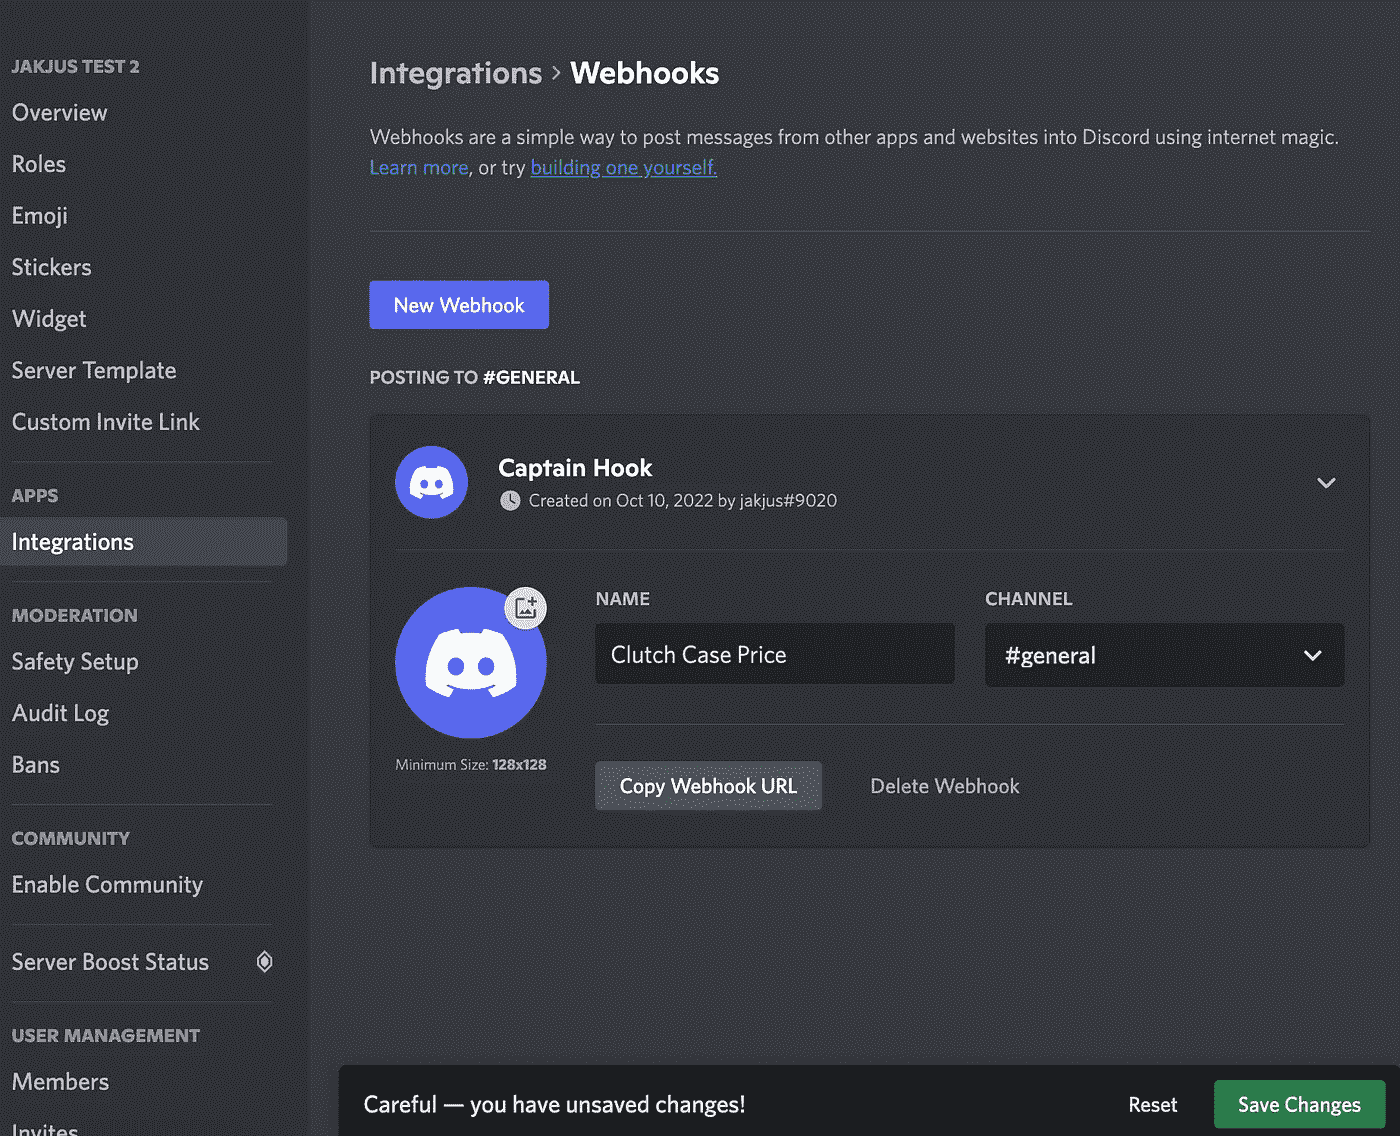 JAKJUS TEST 2
Overview
Roles
Emoji
Stickers
Widget
Server Template
Custom Invite Link
APPS
Integrations
MODERATION
Safety Setup
Audit Log
Bans
COMMUNITY
Enable Community
Server Boost Status
USER MANAGEMENT
Members
Invites
Integrations > Webhooks
Webhooks are a simple way to post messages from other apps and websites into Discord using internet magic.
Learn more, or try building one yourself.
New Webhook
POSTING TO #GENERAL
Captain Hook
Created on Oct 10, 2022 by jakjus#9020
Minimum Size: 128x128
NAME
Clutch Case Price
CHANNEL
#general
Copy Webhook URL
Delete Webhook
Careful — you have unsaved changes!
Reset
Save Changes